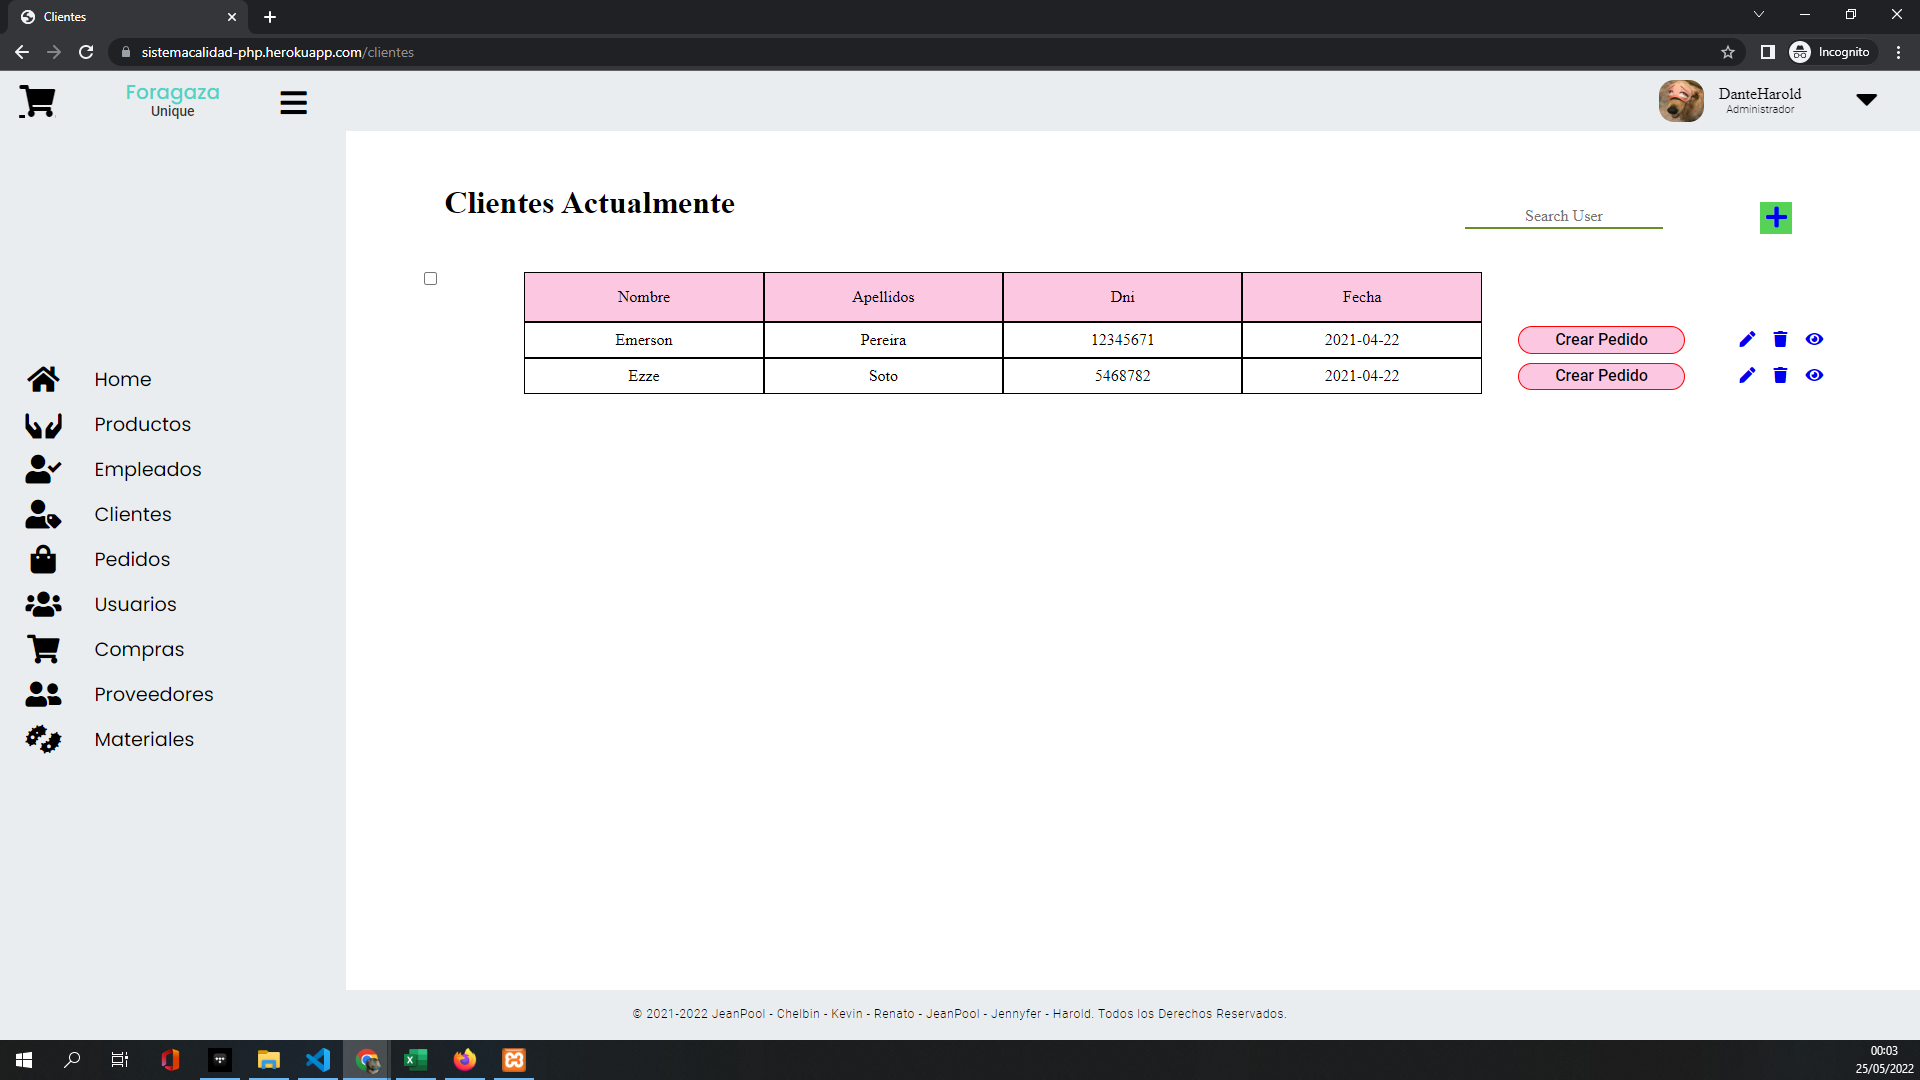 Clientes
sistemacalidad-php.herokuapp.com/clientes
Incognito
Foragaza
Unique
DanteHarold
Administrador
Clientes Actualmente
Search User
Nombre Apellidos Dni Fecha
Emerson Pereira 12345671 2021-04-22 Crear Pedido
Ezze Soto 5468782 2021-04-22 Crear Pedido
Home
Productos
Empleados
Clientes
Pedidos
Usuarios
Compras
Proveedores
Materiales
© 2021-2022 JeanPool - Chelbin - Kevin - Renato - JeanPool - Jennyfer - Harold. Todos los Derechos Reservados.
00:03
25/05/2022